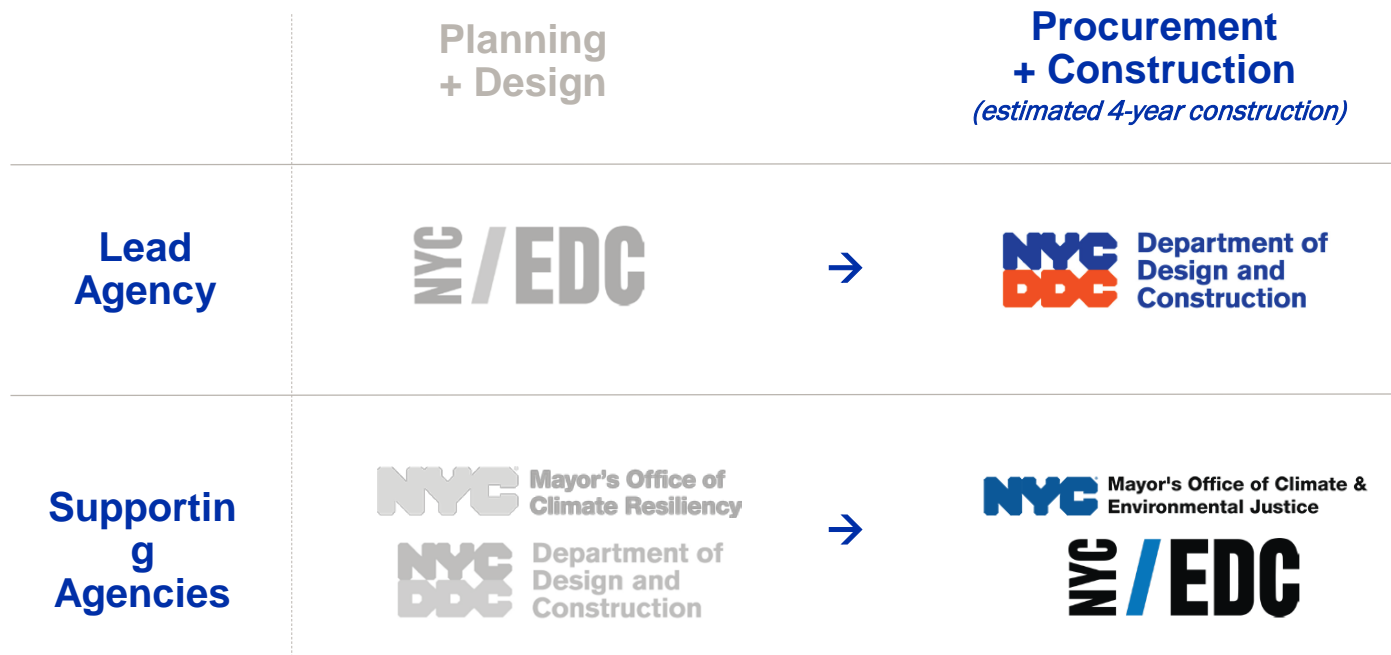 Planning
+ Design
Procurement
+ Construction
(estimated 4-year construction)
Lead
Agency
NYC / EDC
→
NYC
DDC
Department of
Design and
Construction
Supportin
g
Agencies
NYC
Mayor's Office of
Climate Resiliency
NYC
DDC
Department of
Design and
Construction
→
NYC
Mayor's Office of Climate &
Environmental Justice
NYC / EDC